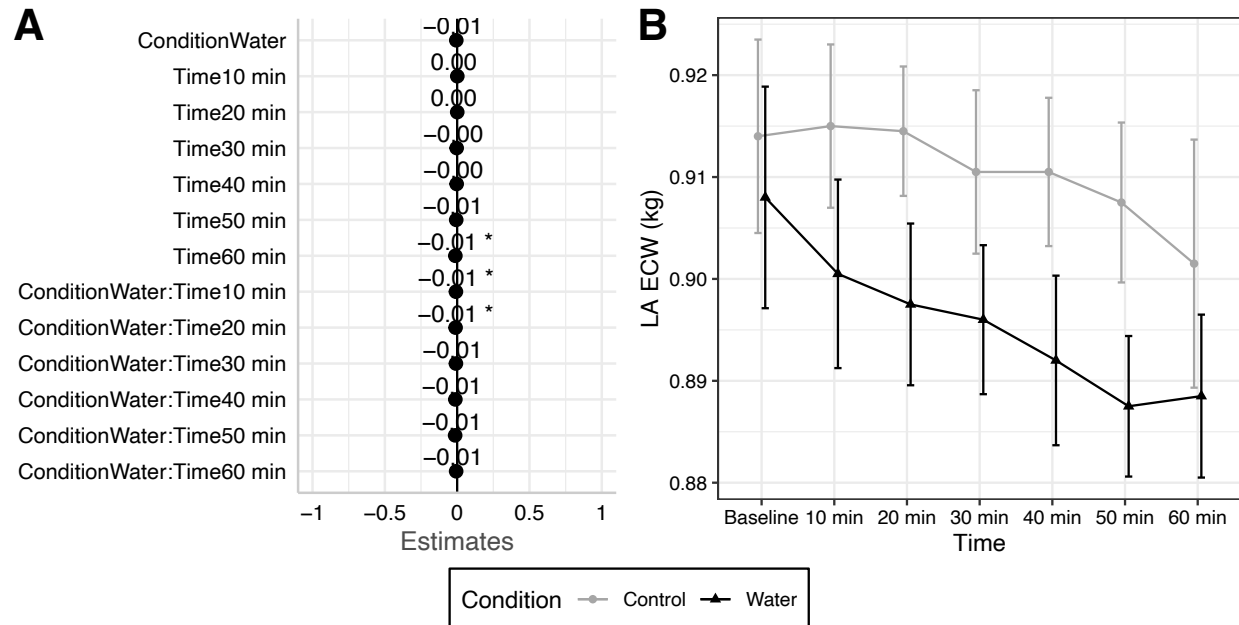 A
ConditionWater
Time10 min
Time20 min
Time30 min
Time40 min
Time50 min
Time60 min
ConditionWater:Time10 min
ConditionWater:Time20 min
ConditionWater:Time30 min
ConditionWater:Time40 min
ConditionWater:Time50 min
ConditionWater:Time60 min
−0.01
0.00
0.00
−0.00
−0.00
−0.01
−0.01 *
−0.01 *
−0.01 *
−0.01
−0.01
−0.01
−0.01
−1 −0.5 0 0.5 1
Estimates
B
LA ECW (kg)
0.92
0.91
0.90
0.89
0.88
Baseline 10 min 20 min 30 min 40 min 50 min 60 min
Time
Condition Control Water